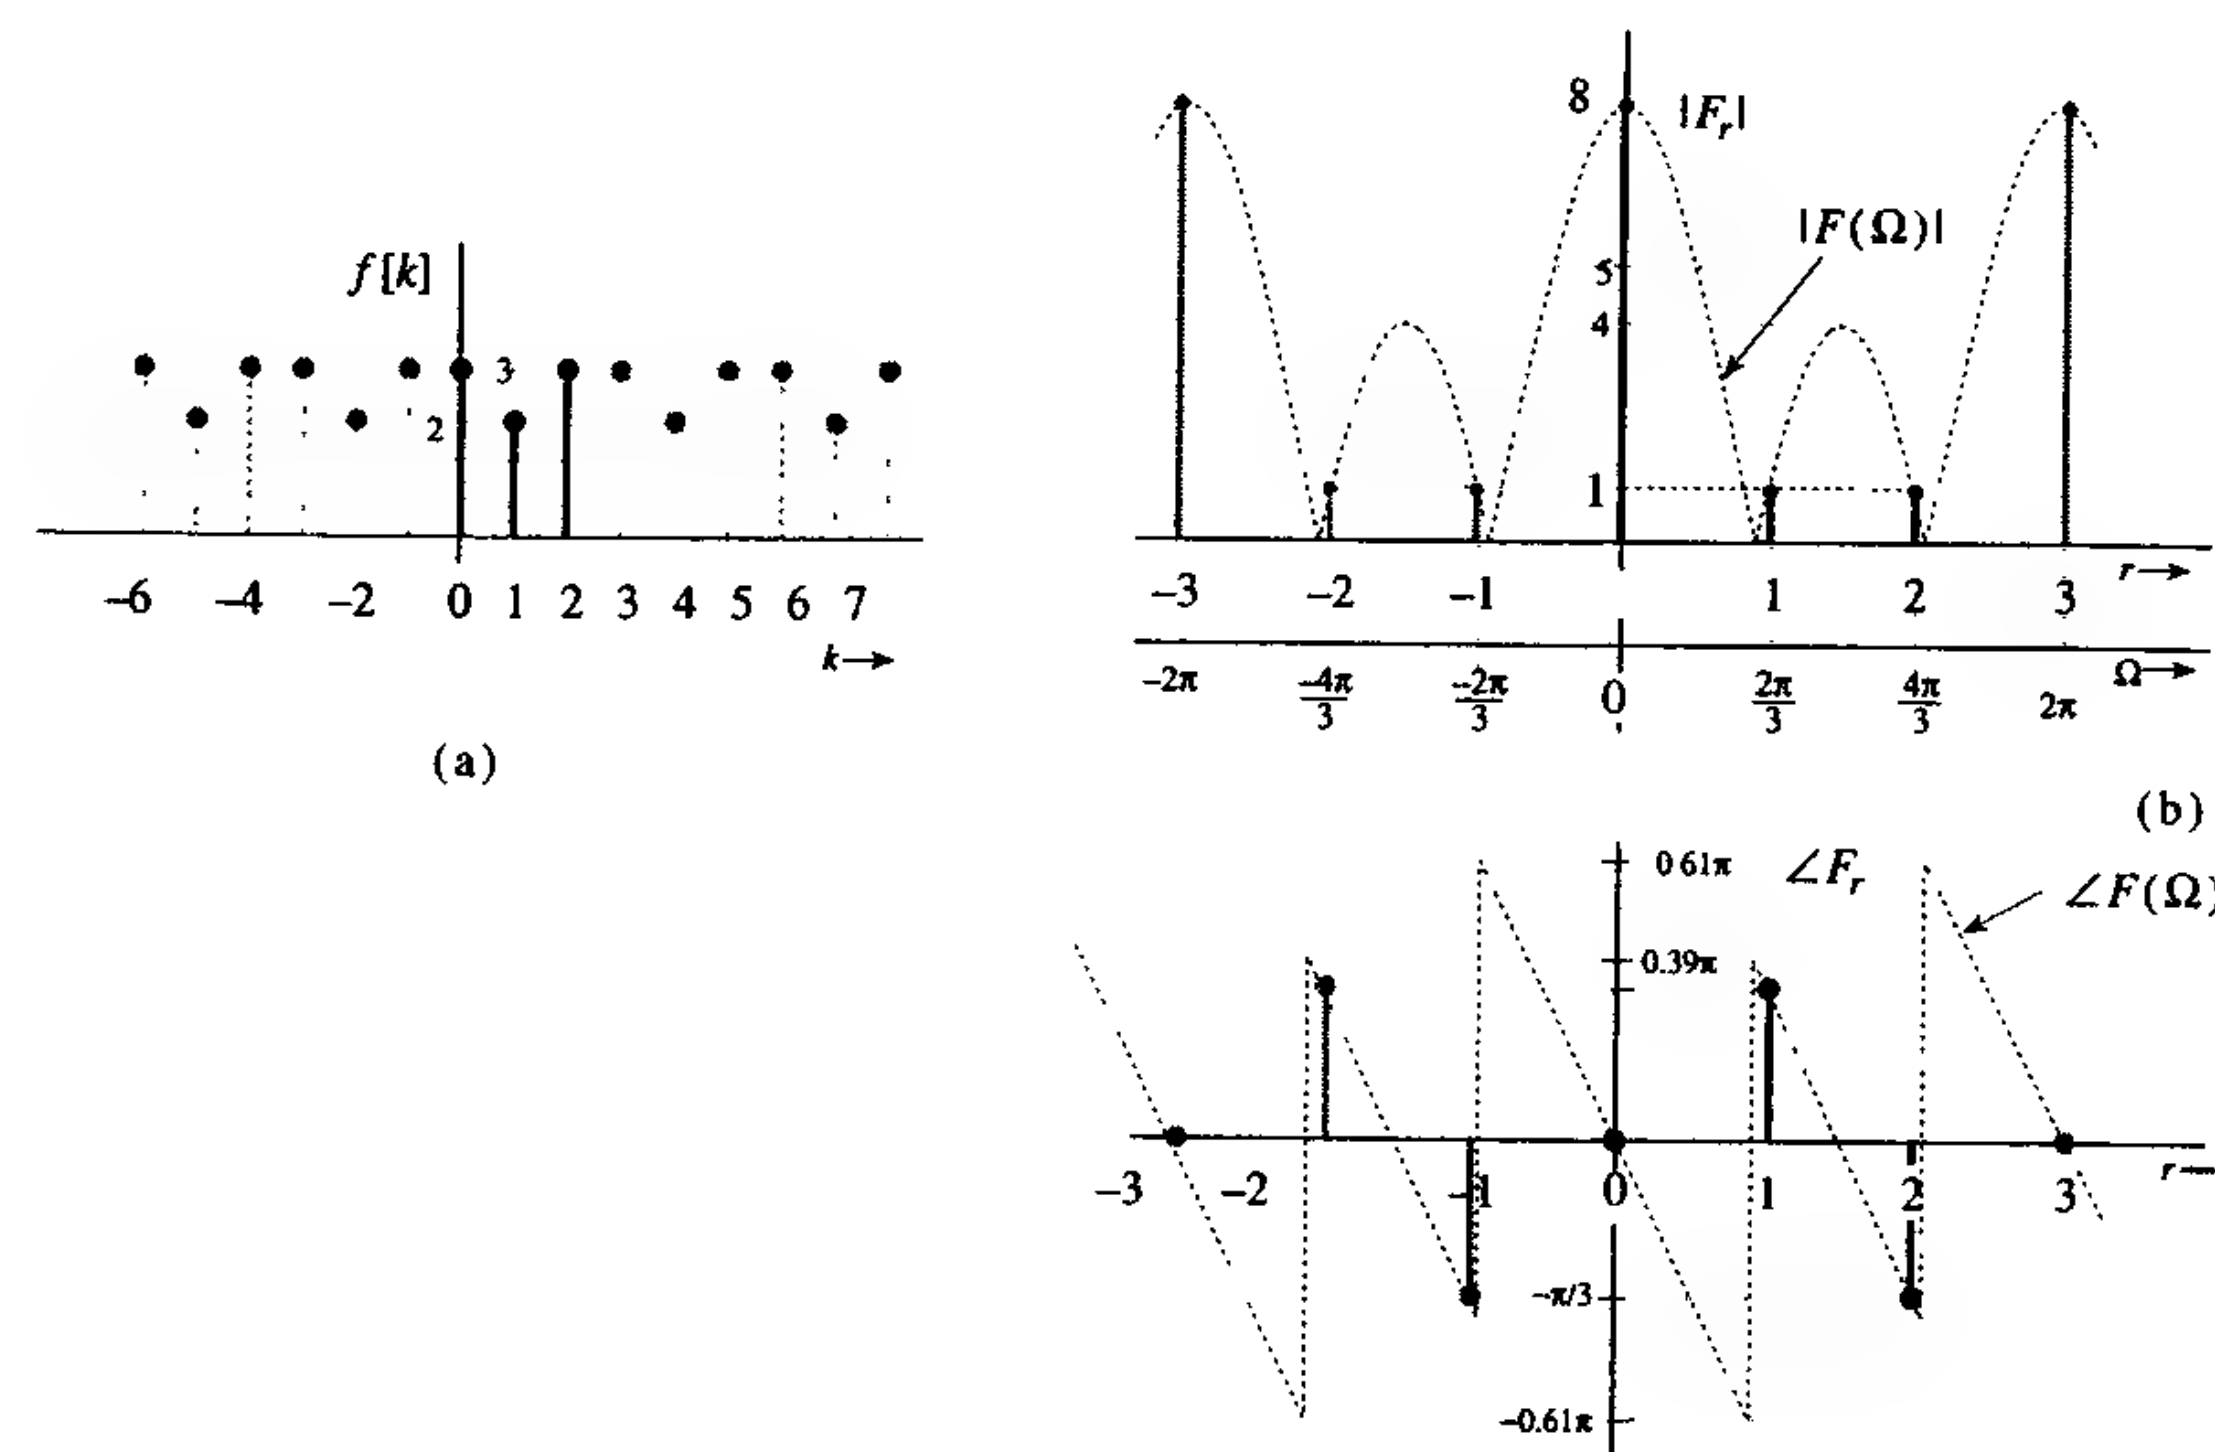 f[k]
3
2
–6 –4 –2 0 1 2 3 4 5 6 7
k→
(a)
8 |F_r|
|F(Ω)|
5
4
1
–3 –2 –1 1 2 3
r→
–2π –4π/3 –2π/3 0 2π/3 4π/3 2π
Ω→
(b)
0 61π ∠F_r
∠F(Ω)
0.39π
–3 –2 –1 0 1 2 3
r
–π/3
–0.61π